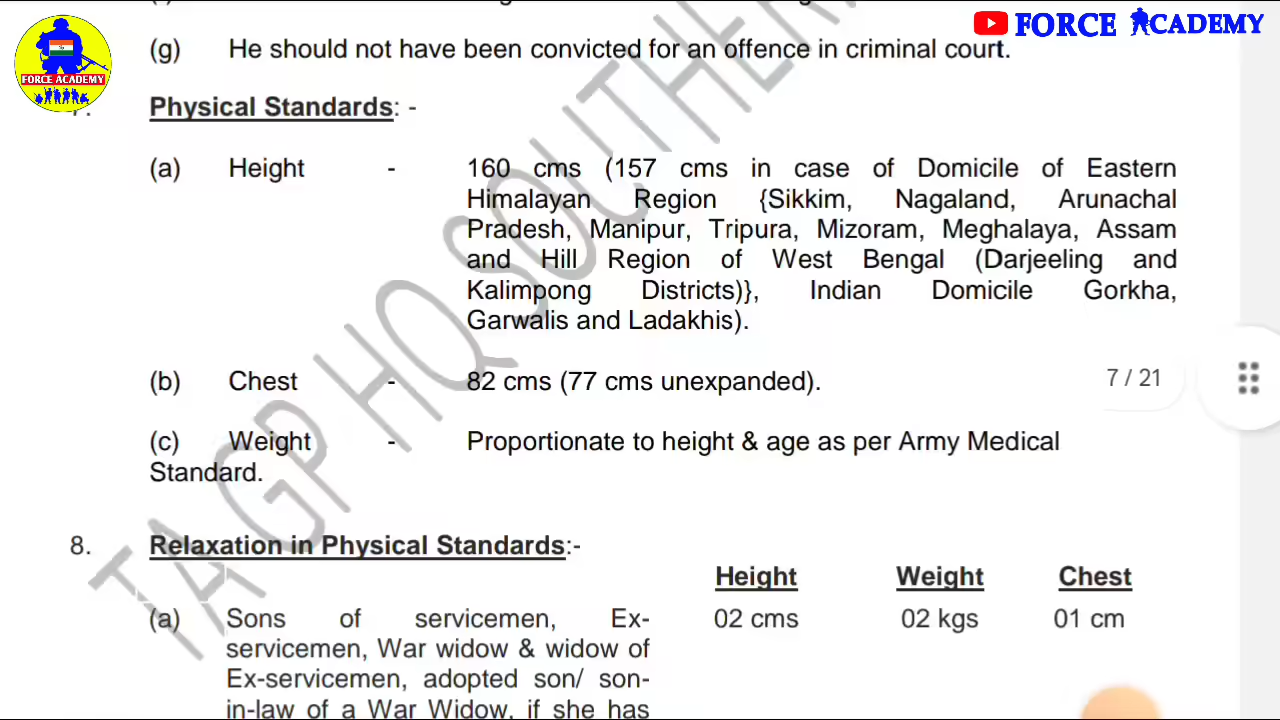 FORCE ACADEMY
FORCE ACADEMY
(g) He should not have been convicted for an offence in criminal court.
Physical Standards: -
(a) Height - 160 cms (157 cms in case of Domicile of Eastern
Himalayan Region {Sikkim, Nagaland, Arunachal
Pradesh, Manipur, Tripura, Mizoram, Meghalaya, Assam
and Hill Region of West Bengal (Darjeeling and
Kalimpong Districts)}, Indian Domicile Gorkha,
Garwalis and Ladakhis).
(b) Chest - 82 cms (77 cms unexpanded).
7 / 21
(c) Weight - Proportionate to height & age as per Army Medical
Standard.
8. Relaxation in Physical Standards:-
Height Weight Chest
(a) Sons of servicemen, Ex- 02 cms 02 kgs 01 cm
servicemen, War widow & widow of
Ex-servicemen, adopted son/ son-
in-law of a War Widow, if she has
TA GP HQ SOUTHER